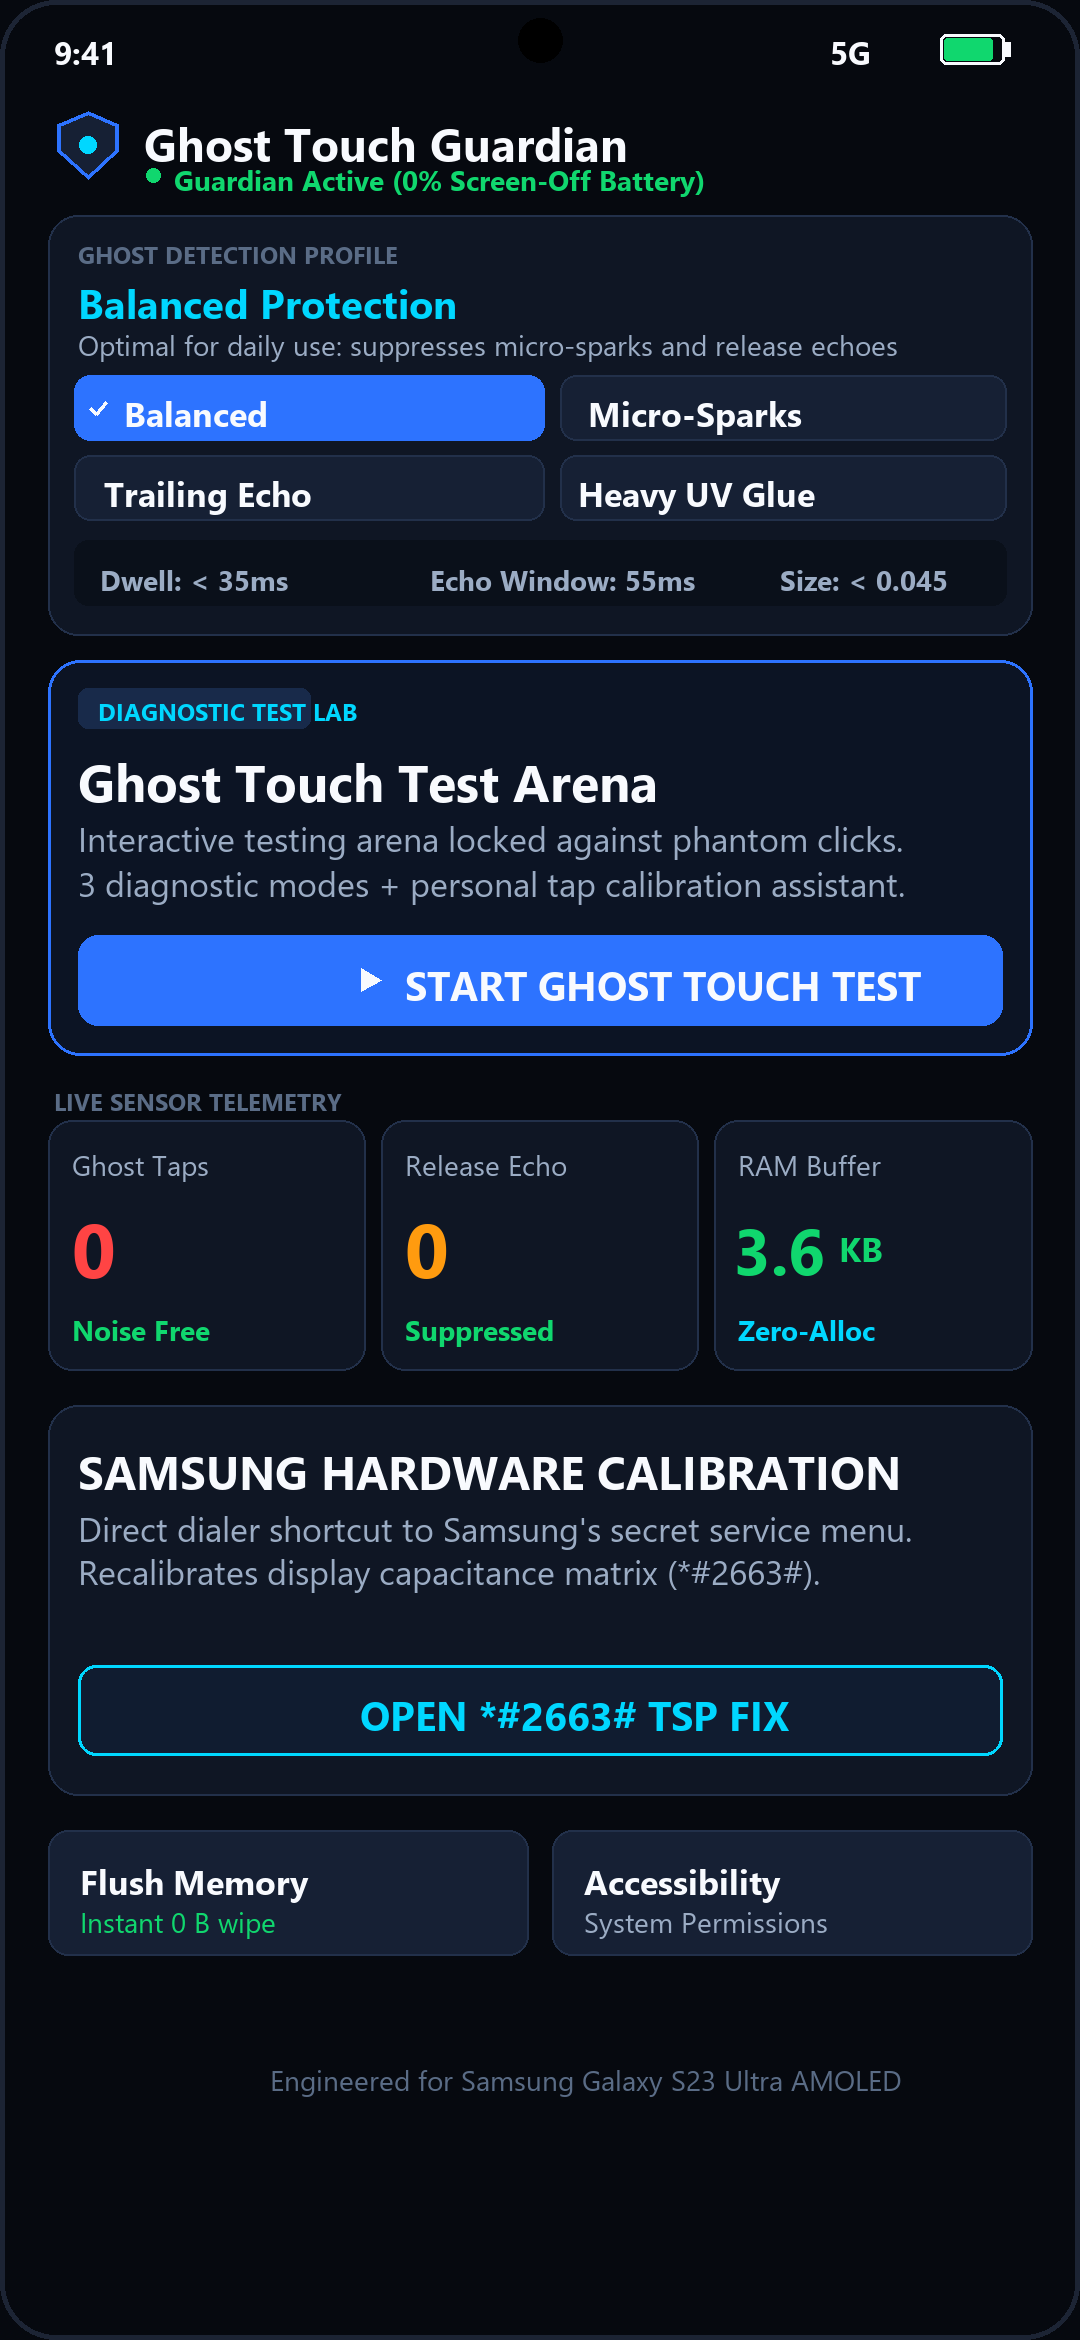 9:41
5G
Ghost Touch Guardian
Guardian Active (0% Screen-Off Battery)
GHOST DETECTION PROFILE
Balanced Protection
Optimal for daily use: suppresses micro-sparks and release echoes
Balanced
Micro-Sparks
Trailing Echo
Heavy UV Glue
Dwell: < 35ms
Echo Window: 55ms
Size: < 0.045
DIAGNOSTIC TEST LAB
Ghost Touch Test Arena
Interactive testing arena locked against phantom clicks.
3 diagnostic modes + personal tap calibration assistant.
START GHOST TOUCH TEST
LIVE SENSOR TELEMETRY
Ghost Taps
0
Noise Free
Release Echo
0
Suppressed
RAM Buffer
3.6 KB
Zero-Alloc
SAMSUNG HARDWARE CALIBRATION
Direct dialer shortcut to Samsung's secret service menu.
Recalibrates display capacitance matrix (*#2663#).
OPEN *#2663# TSP FIX
Flush Memory
Instant 0 B wipe
Accessibility
System Permissions
Engineered for Samsung Galaxy S23 Ultra AMOLED